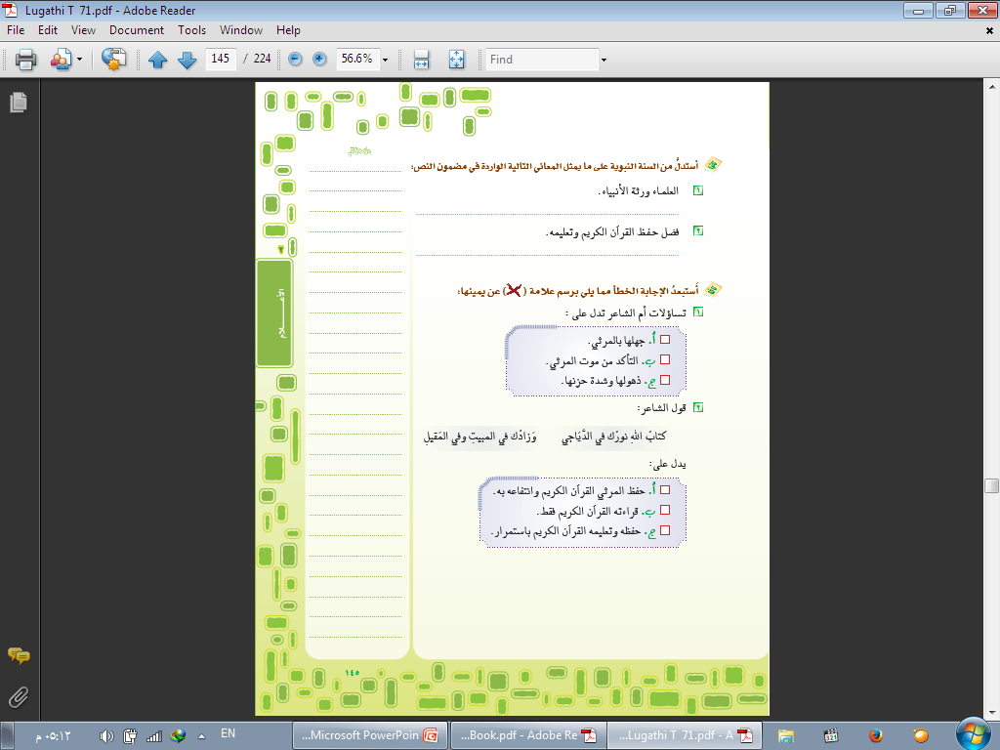 Lugathi T 71.pdf - Adobe Reader
File Edit View Document Tools Window Help
145 / 224 56.6% Find
أستدلُّ من السنة النبوية على ما يمثل المعاني التالية الواردة في مضمون النص:
١ العلماء ورثة الأنبياء.
٢ فضل حفظ القرآن الكريم وتعليمه.
٣
الأعـــــلام
أستبعدُ الإجابة الخطأ مما يلي برسم علامة (✗) عن يمينها:
١ تساؤلات أم الشاعر تدل على :
أ. جهلها بالمرثي.
ب. التأكد من موت المرثي.
ج. ذهولها وشدة حزنها.
٢ قول الشاعر:
كتابُ اللهِ نورُك في الدَّيَاجي وَزادُك في المبيتِ وفي المَقيلِ
يدل على:
أ. حفظ المرثي القرآن الكريم وانتفاعه به.
ب. قراءته القرآن الكريم فقط.
ج. حفظه وتعليمه القرآن الكريم باستمرار.
١٤٥
٠٥:١٢ م EN ...Microsoft PowerPoin ...Book.pdf - Adobe Re ...Lugathi T 71.pdf - A